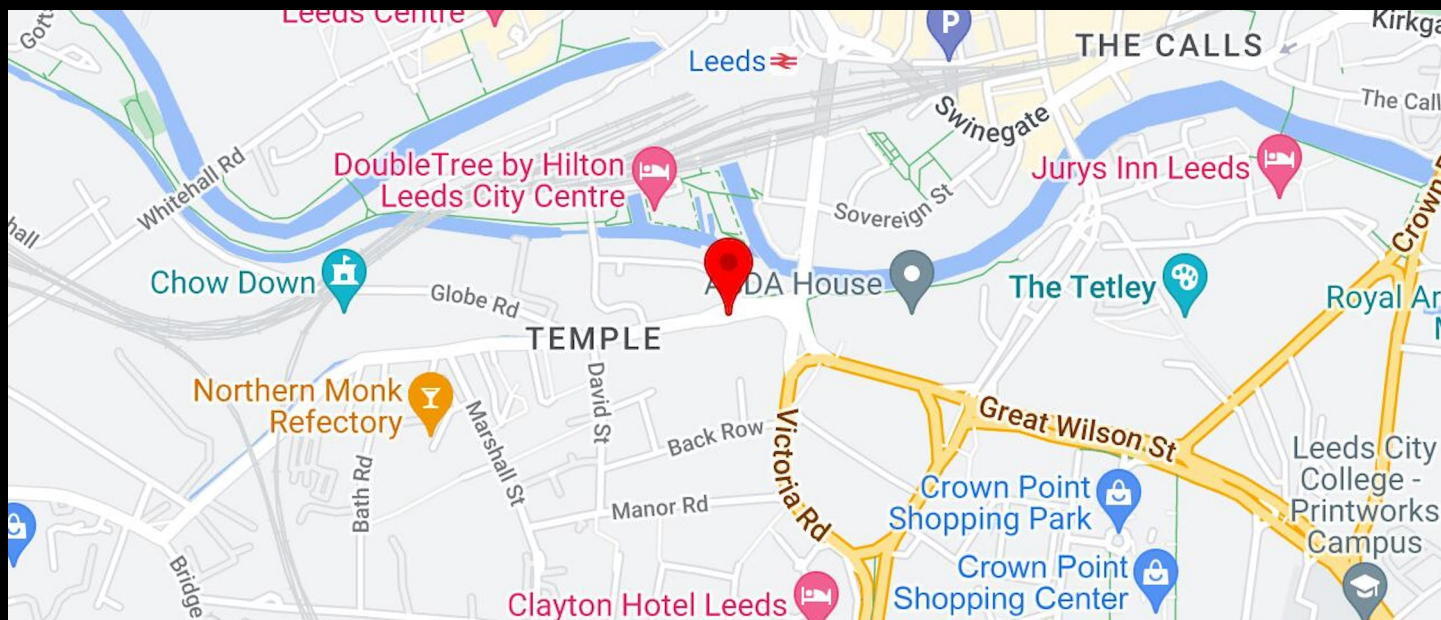 Leeds Centre
Gott
Leeds
P
THE CALLS
Kirkga
The Call
Swinegate
Whitehall Rd
DoubleTree by Hilton
Leeds City Centre
Jurys Inn Leeds
Sovereign St
Crown
hall
Chow Down
Globe Rd
DA House
The Tetley
Royal Ar
TEMPLE
David St
Northern Monk
Refectory
Marshall St
Back Row
Victoria Rd
Great Wilson St
Leeds City
College -
Printworks
Campus
Bath Rd
Manor Rd
Crown Point
Shopping Park
Bridge
Crown Point
Shopping Center
Clayton Hotel Leeds